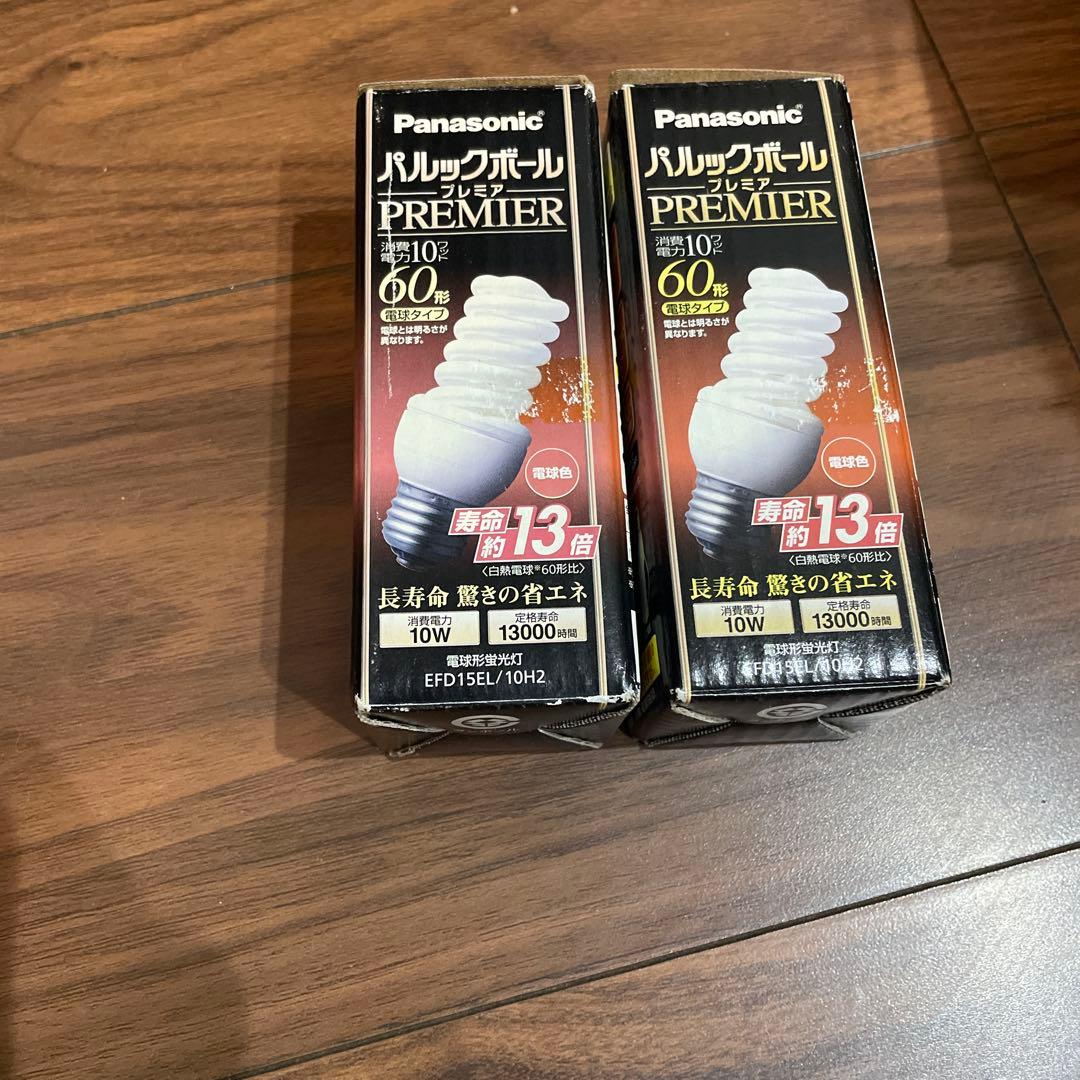 Panasonic®
パルックボール
プレミア
PREMIER
消費電力10ワット
60形
電球タイプ
電球とは明るさが
異なります。
電球色
寿命
約13倍
〈白熱電球※60形比〉
長寿命 驚きの省エネ
消費電力
10W
定格寿命
13000時間
電球形蛍光灯
EFD15EL/10H2
Panasonic®
パルックボール
プレミア
PREMIER
消費電力10ワット
60形
電球タイプ
電球とは明るさが
異なります。
電球色
寿命
約13倍
〈白熱電球※60形比〉
長寿命 驚きの省エネ
消費電力
10W
定格寿命
13000時間
電球形蛍光灯
EFD15EL/10H2